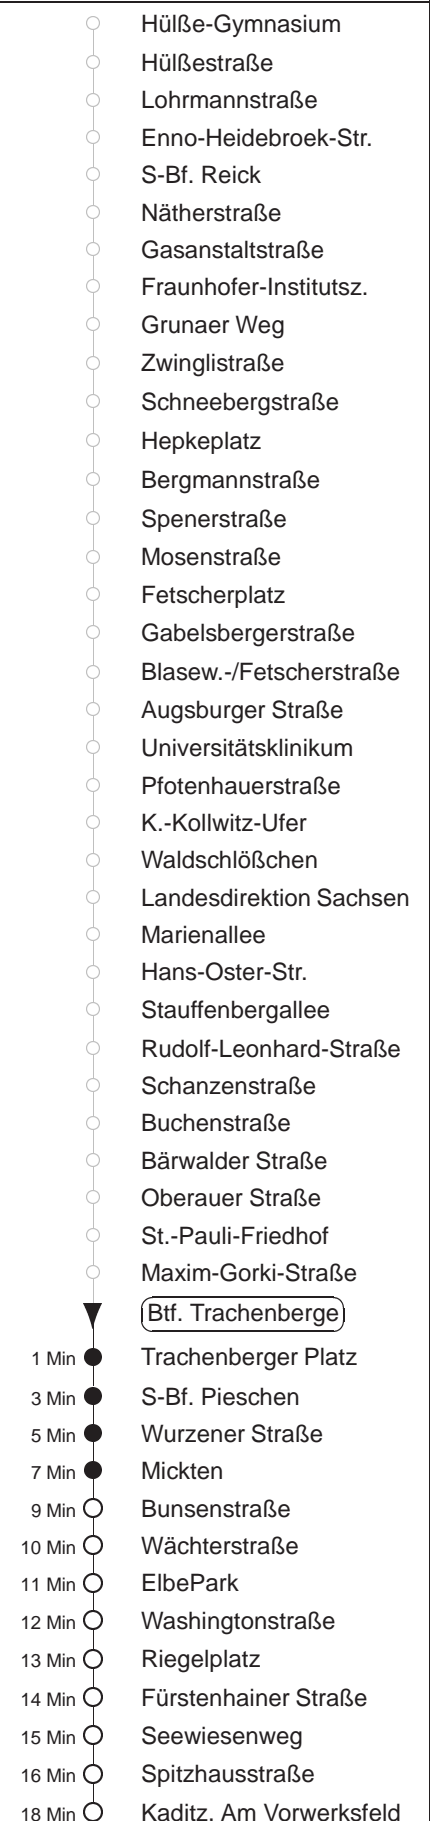 Hülße-Gymnasium
Hülßestraße
Lohrmannstraße
Enno-Heidebroek-Str.
S-Bf. Reick
Nätherstraße
Gasanstaltstraße
Fraunhofer-Institutsz.
Grunaer Weg
Zwinglistraße
Schneebergstraße
Hepkeplatz
Bergmannstraße
Spenerstraße
Mosenstraße
Fetscherplatz
Gabelsbergerstraße
Blasew.-/Fetscherstraße
Augsburger Straße
Universitätsklinikum
Pfotenhauerstraße
K.-Kollwitz-Ufer
Waldschlößchen
Landesdirektion Sachsen
Marienallee
Hans-Oster-Str.
Stauffenbergallee
Rudolf-Leonhard-Straße
Schanzenstraße
Buchenstraße
Bärwalder Straße
Oberauer Straße
St.-Pauli-Friedhof
Maxim-Gorki-Straße
Btf. Trachenberge
1 Min Trachenberger Platz
3 Min S-Bf. Pieschen
5 Min Wurzener Straße
7 Min Mickten
9 Min Bunsenstraße
10 Min Wächterstraße
11 Min ElbePark
12 Min Washingtonstraße
13 Min Riegelplatz
14 Min Fürstenhainer Straße
15 Min Seewiesenweg
16 Min Spitzhausstraße
18 Min Kaditz, Am Vorwerksfeld